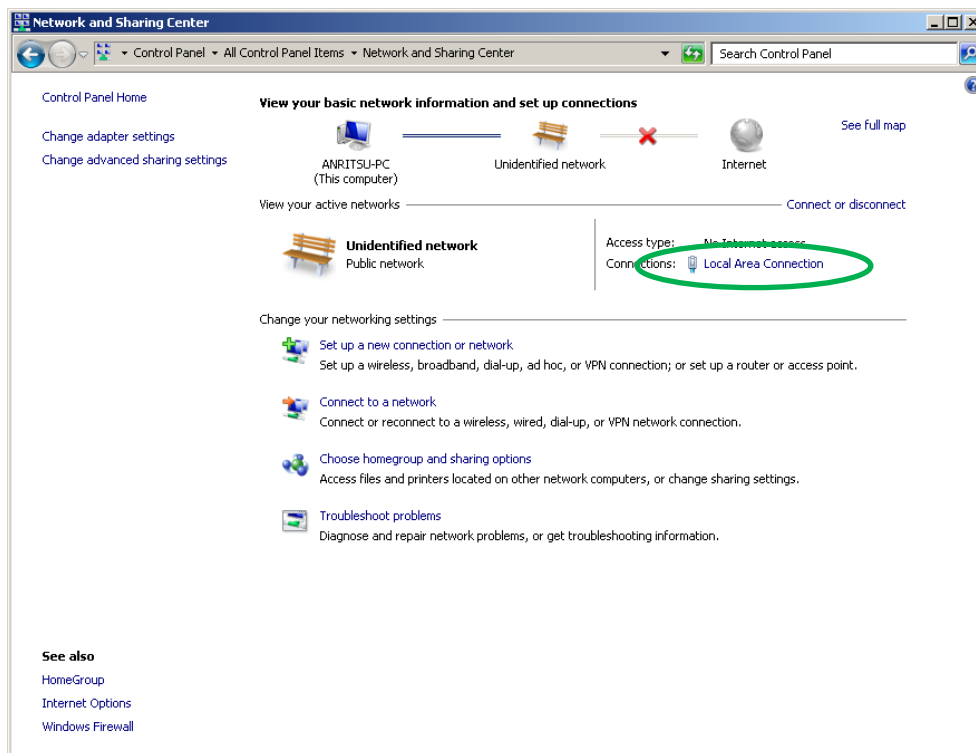 Network and Sharing Center
Control Panel All Control Panel Items Network and Sharing Center Search Control Panel
Control Panel Home
Change adapter settings
Change advanced sharing settings
View your basic network information and set up connections
See full map
ANRITSU-PC
(This computer)
Unidentified network
Internet
View your active networks
Connect or disconnect
Unidentified network
Public network
Access type: No Internet access
Connections: Local Area Connection
Change your networking settings
Set up a new connection or network
Set up a wireless, broadband, dial-up, ad hoc, or VPN connection; or set up a router or access point.
Connect to a network
Connect or reconnect to a wireless, wired, dial-up, or VPN network connection.
Choose homegroup and sharing options
Access files and printers located on other network computers, or change sharing settings.
Troubleshoot problems
Diagnose and repair network problems, or get troubleshooting information.
See also
HomeGroup
Internet Options
Windows Firewall